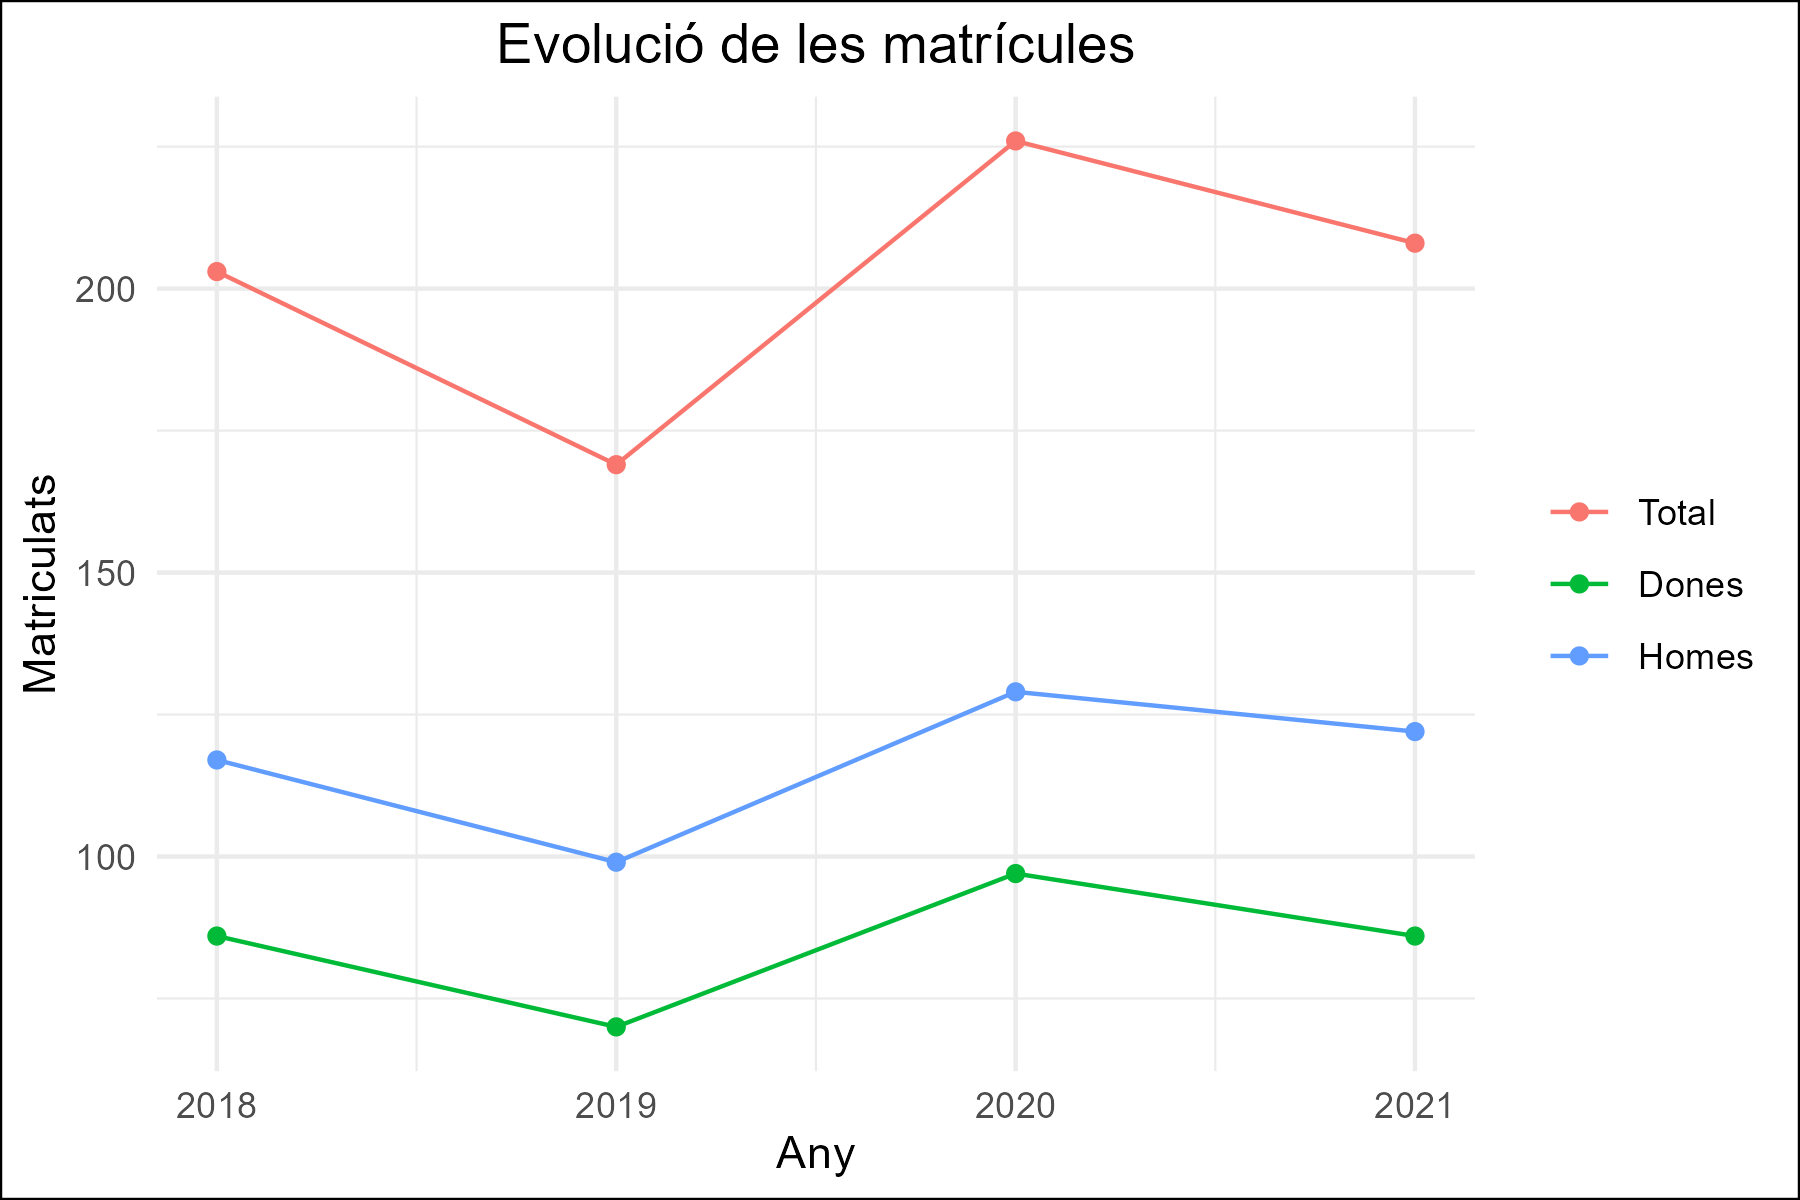 Evolució de les matrícules
Matriculats
200
150
100
2018
2019
2020
2021
Any
Total
Dones
Homes